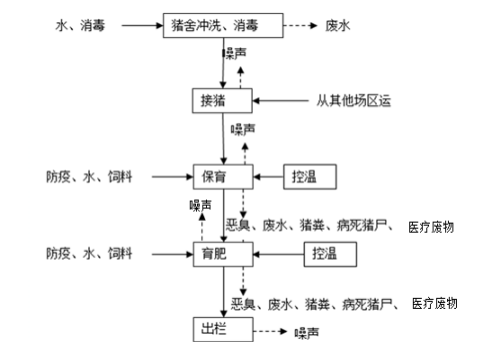 水、消毒
猪舍冲洗、消毒
废水
噪声
接猪
从其他场区运
噪声
防疫、水、饲料
保育
控温
噪声
恶臭、废水、猪粪、病死猪尸、
医疗废物
防疫、水、饲料
育肥
控温
恶臭、废水、猪粪、病死猪尸、
医疗废物
出栏
噪声